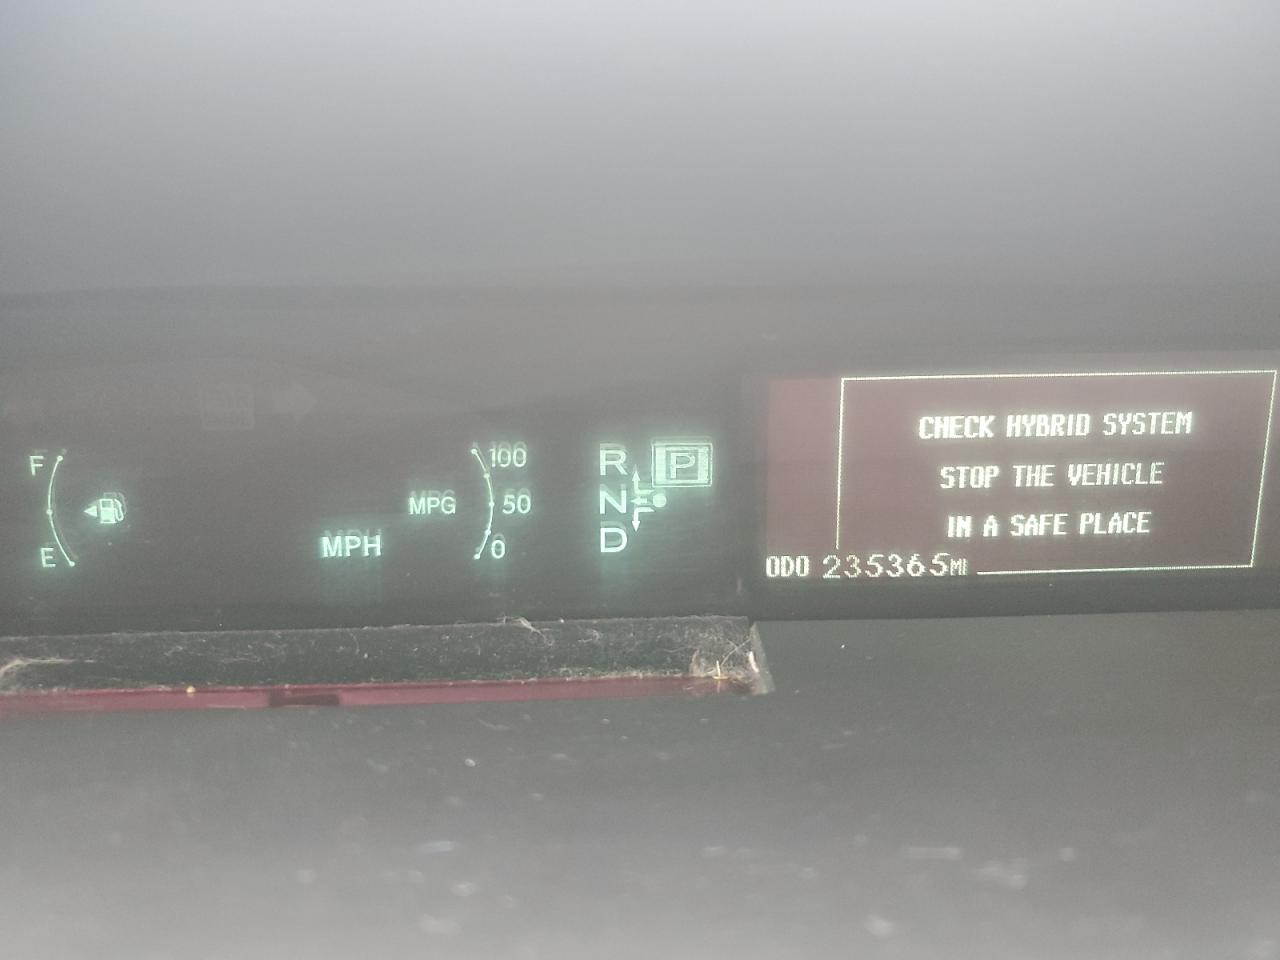 F
E
MPH
MPG
100
50
0
R
N
D
P
CHECK HYBRID SYSTEM
STOP THE VEHICLE
IN A SAFE PLACE
ODO 235365MI